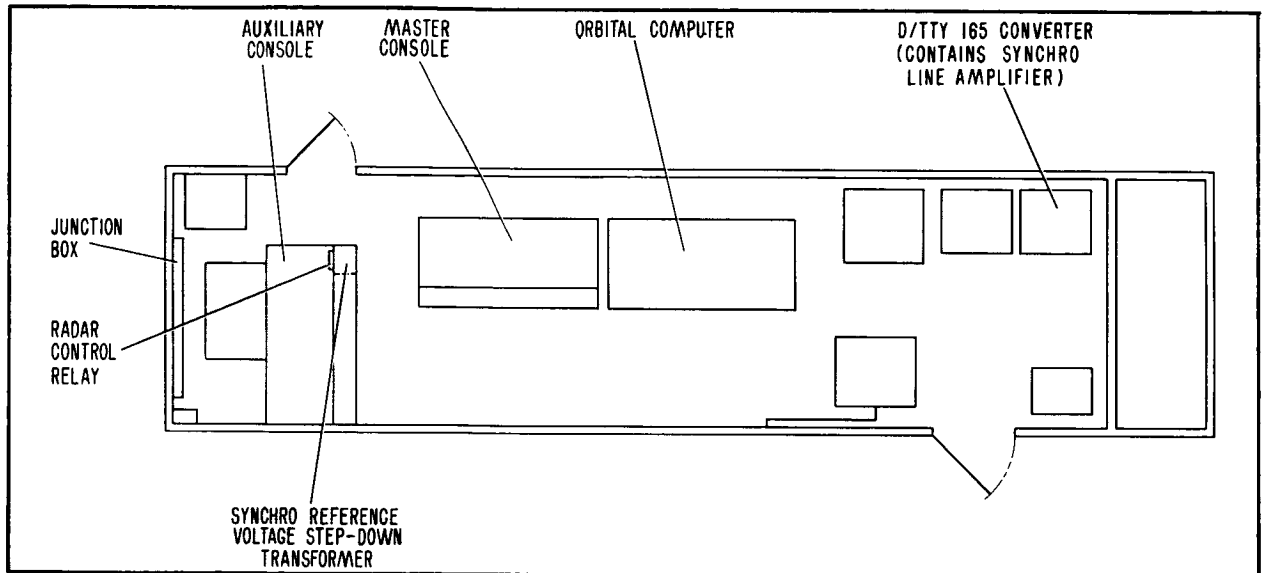 AUXILIARY
CONSOLE
MASTER
CONSOLE
ORBITAL COMPUTER
D/TTY 165 CONVERTER
(CONTAINS SYNCHRO
LINE AMPLIFIER)
JUNCTION
BOX
RADAR
CONTROL
RELAY
SYNCHRO REFERENCE
VOLTAGE STEP-DOWN
TRANSFORMER